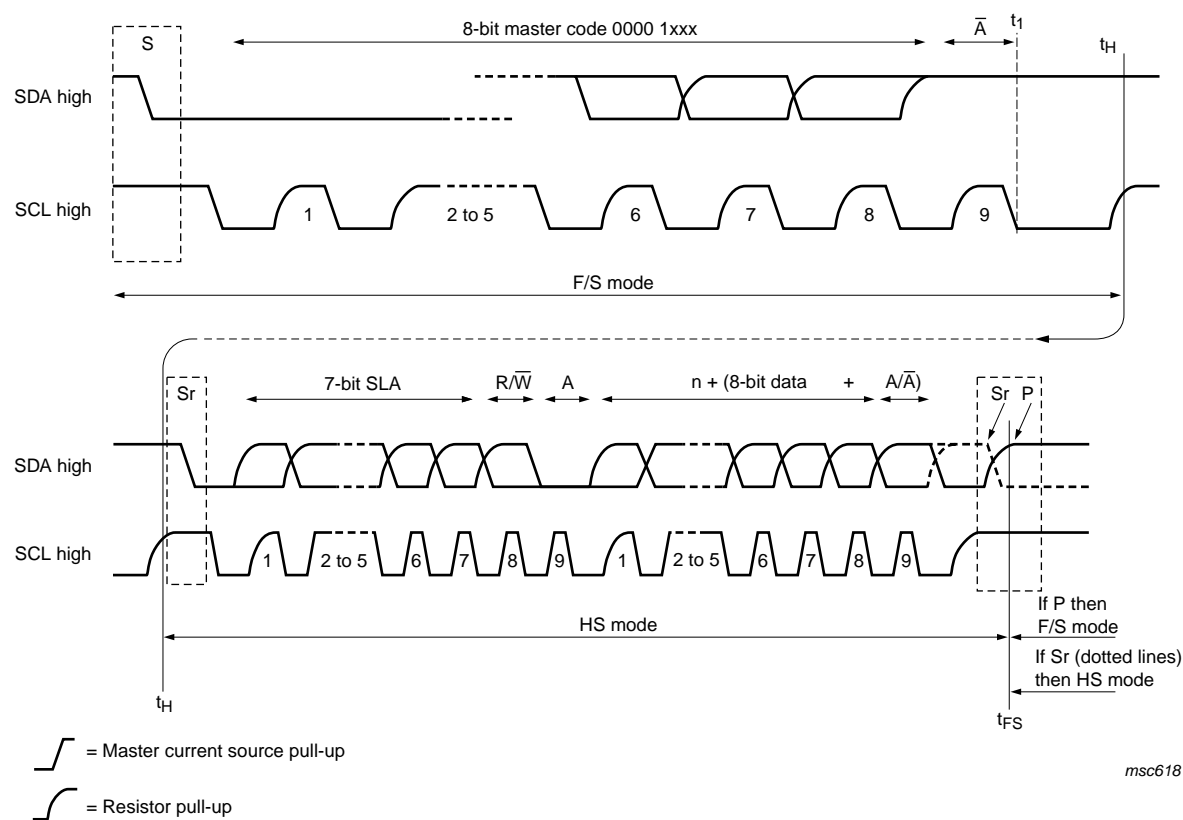 8-bit master code 0000 1xxx
A̅
t1
S
tH
SDA high
SCL high
1
2 to 5
6
7
8
9
F/S mode
Sr
7-bit SLA
R/W̅
A
n + (8-bit data + A/A̅)
Sr P
SDA high
SCL high
1
2 to 5
6
7
8
9
1
2 to 5
6
7
8
9
If P then
F/S mode
HS mode
If Sr (dotted lines)
then HS mode
tH
tFS
= Master current source pull-up
msc618
= Resistor pull-up